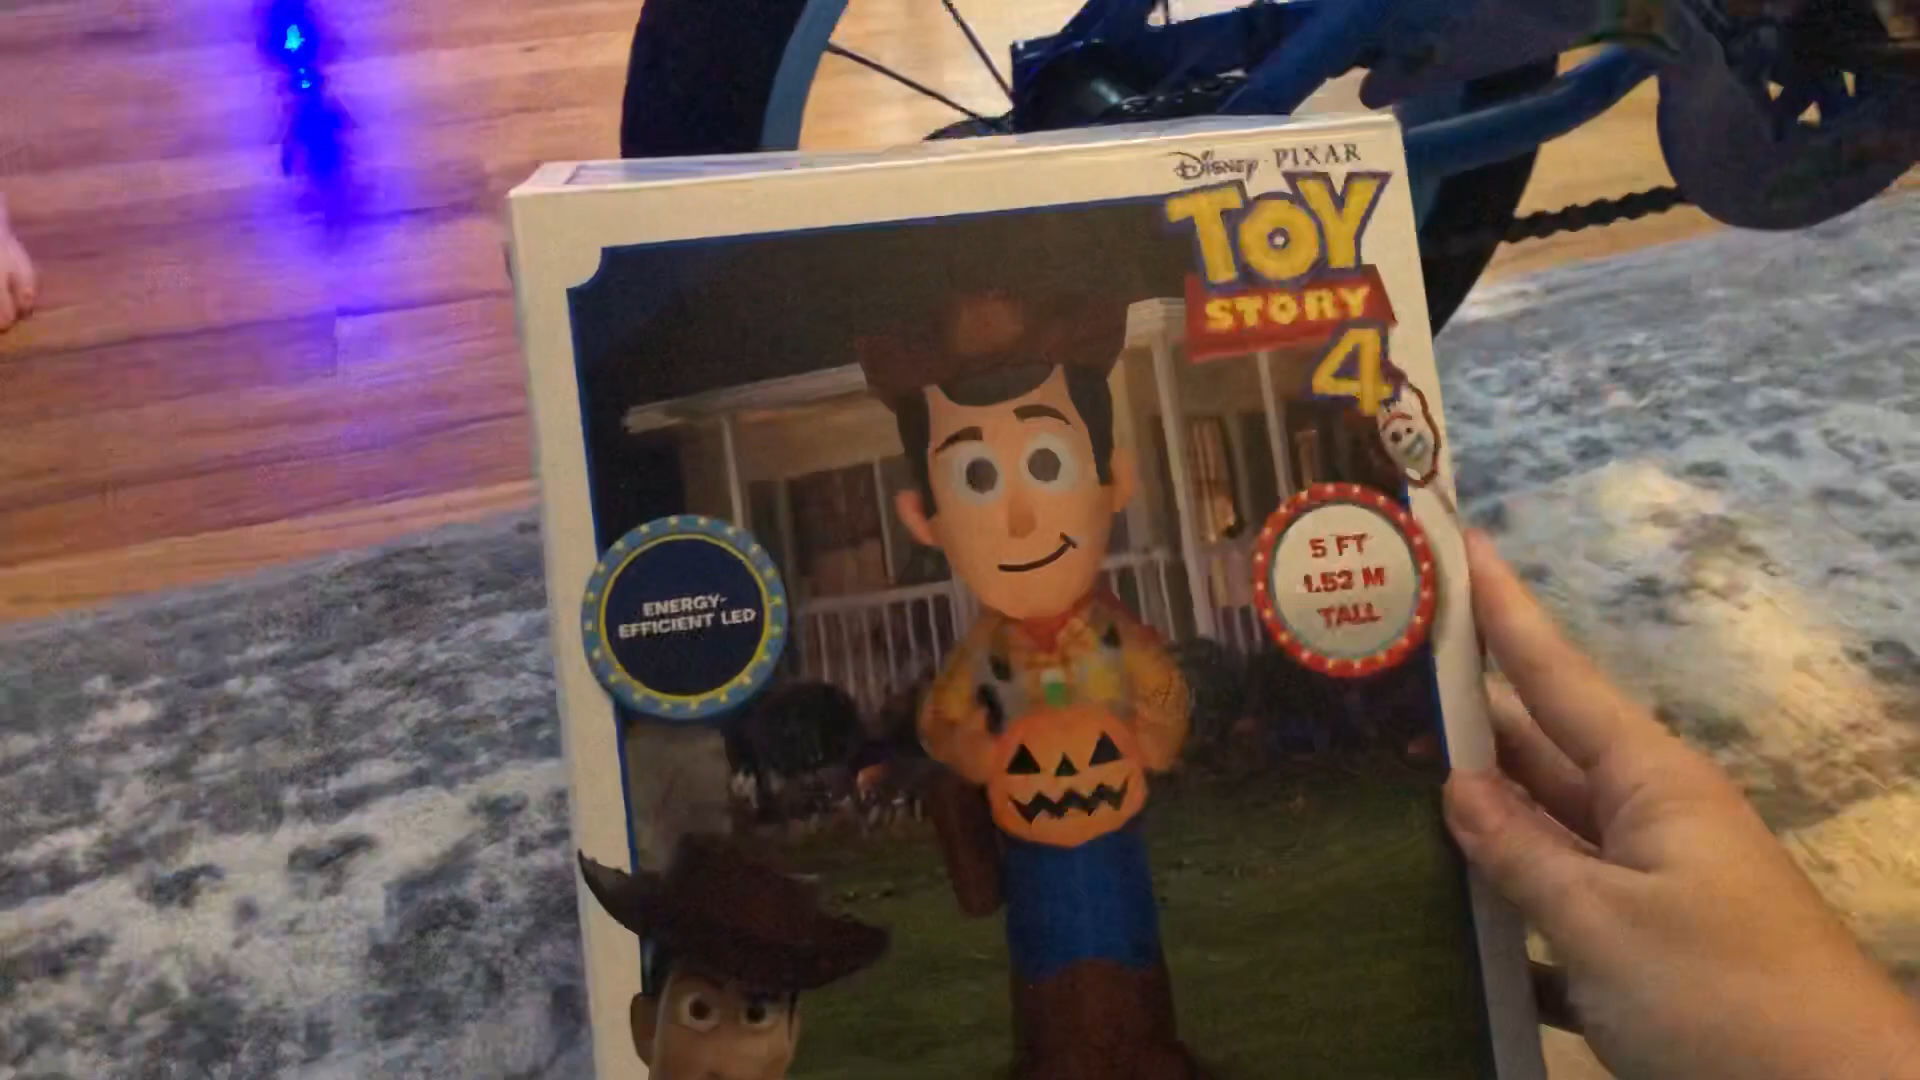 Disney · PIXAR
TOY
STORY
4
5 FT
1.52 M
TALL
ENERGY-
EFFICIENT LED